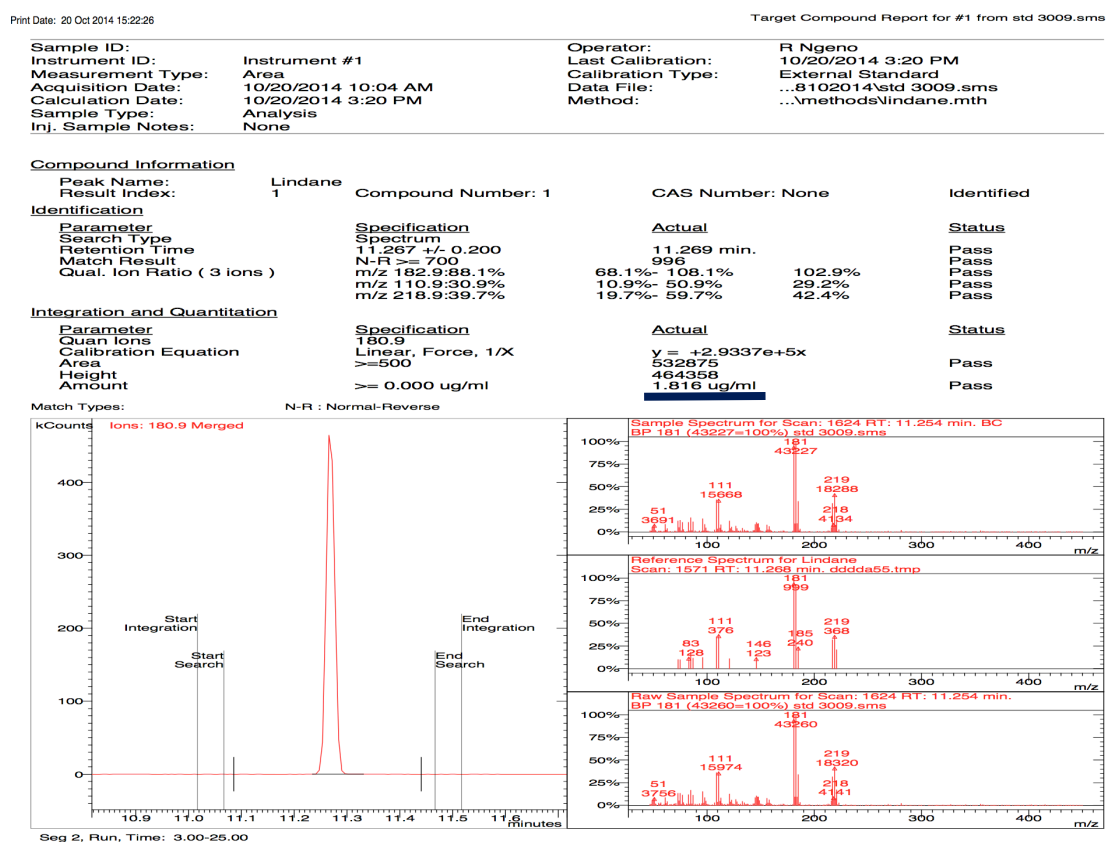 Print Date: 20 Oct 2014 15:22:26
Target Compound Report for #1 from std 3009.sms
Sample ID:
Operator: R Ngeno
Instrument ID: Instrument #1
Last Calibration: 10/20/2014 3:20 PM
Measurement Type: Area
Calibration Type: External Standard
Acquisition Date: 10/20/2014 10:04 AM
Data File: ...8102014\std 3009.sms
Calculation Date: 10/20/2014 3:20 PM
Method: ...\methods\lindane.mth
Sample Type: Analysis
Inj. Sample Notes: None
Compound Information
Peak Name: Lindane
Result Index: 1 Compound Number: 1 CAS Number: None Identified
Identification
Parameter Specification Actual Status
Search Type Spectrum
Retention Time 11.267 +/- 0.200 11.269 min. Pass
Match Result N-R >= 700 996 Pass
Qual. Ion Ratio ( 3 ions ) m/z 182.9:88.1% 68.1%- 108.1% 102.9% Pass
m/z 110.9:30.9% 10.9%- 50.9% 29.2% Pass
m/z 218.9:39.7% 19.7%- 59.7% 42.4% Pass
Integration and Quantitation
Parameter Specification Actual Status
Quan Ions 180.9
Calibration Equation Linear, Force, 1/X y = +2.9337e+5x
Area >=500 532875 Pass
Height 464358
Amount >= 0.000 ug/ml 1.816 ug/ml Pass
Match Types: N-R : Normal-Reverse
kCounts Ions: 180.9 Merged
400
300
200
100
0
Start Integration
Start Search
End Integration
End Search
10.9 11.0 11.1 11.2 11.3 11.4 11.5 11.6
minutes
Seg 2, Run, Time: 3.00-25.00
Sample Spectrum for Scan: 1624 RT: 11.254 min. BC
BP 181 (43227=100%) std 3009.sms
100%
75%
50%
25%
0%
51
3691
111
15668
181
43227
219
18288
218
4134
100 200 300 400
m/z
Reference Spectrum for Lindane
Scan: 1571 RT: 11.268 min. dddda55.tmp
100%
75%
50%
25%
0%
83
128
111
376
146
123
181
999
185
240
219
368
100 200 300 400
m/z
Raw Sample Spectrum for Scan: 1624 RT: 11.254 min.
BP 181 (43260=100%) std 3009.sms
100%
75%
50%
25%
0%
51
3756
111
15974
181
43260
219
18320
218
4141
100 200 300 400
m/z